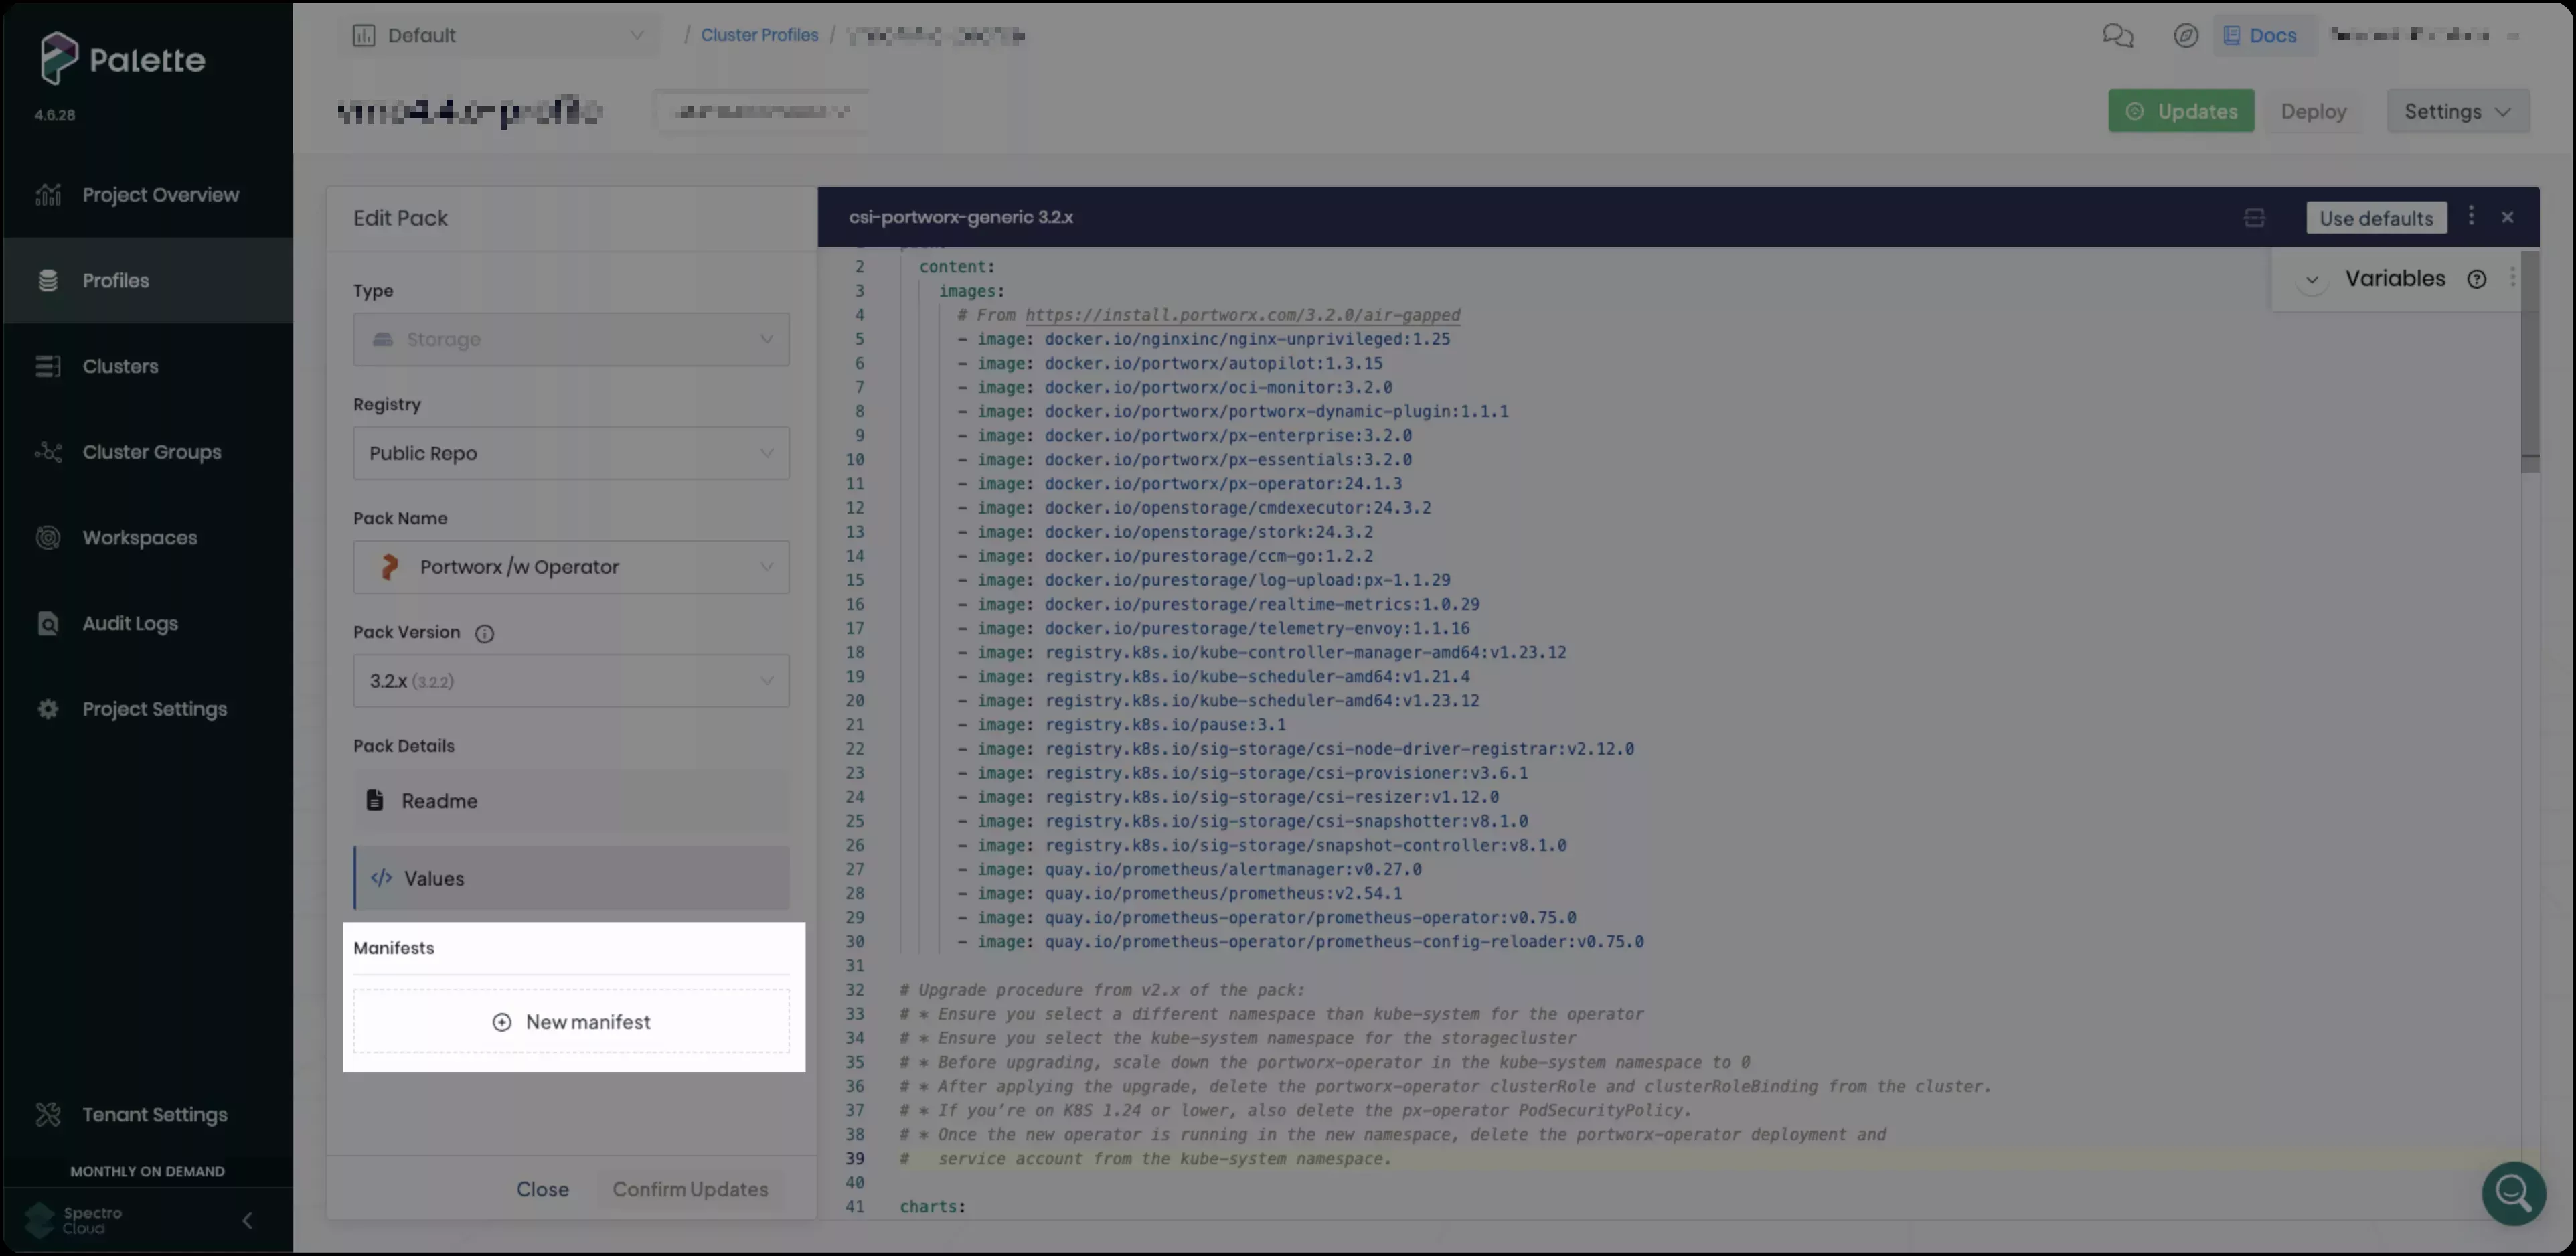 Palette
4.6.28
Project Overview
Profiles
Clusters
Cluster Groups
Workspaces
Audit Logs
Project Settings
Tenant Settings
MONTHLY ON DEMAND
Spectro
Cloud
Default
/ Cluster Profiles /
Docs
Updates
Deploy
Settings
Edit Pack
Type
Storage
Registry
Public Repo
Pack Name
Portworx /w Operator
Pack Version
3.2.x (3.2.2)
Pack Details
Readme
</> Values
Manifests
New manifest
Close
Confirm Updates
csi-portworx-generic 3.2.x
Use defaults
Variables
2 content:
3 images:
4 # From https://install.portworx.com/3.2.0/air-gapped
5 - image: docker.io/nginxinc/nginx-unprivileged:1.25
6 - image: docker.io/portworx/autopilot:1.3.15
7 - image: docker.io/portworx/oci-monitor:3.2.0
8 - image: docker.io/portworx/portworx-dynamic-plugin:1.1.1
9 - image: docker.io/portworx/px-enterprise:3.2.0
10 - image: docker.io/portworx/px-essentials:3.2.0
11 - image: docker.io/portworx/px-operator:24.1.3
12 - image: docker.io/openstorage/cmdexecutor:24.3.2
13 - image: docker.io/openstorage/stork:24.3.2
14 - image: docker.io/purestorage/ccm-go:1.2.2
15 - image: docker.io/purestorage/log-upload:px-1.1.29
16 - image: docker.io/purestorage/realtime-metrics:1.0.29
17 - image: docker.io/purestorage/telemetry-envoy:1.1.16
18 - image: registry.k8s.io/kube-controller-manager-amd64:v1.23.12
19 - image: registry.k8s.io/kube-scheduler-amd64:v1.21.4
20 - image: registry.k8s.io/kube-scheduler-amd64:v1.23.12
21 - image: registry.k8s.io/pause:3.1
22 - image: registry.k8s.io/sig-storage/csi-node-driver-registrar:v2.12.0
23 - image: registry.k8s.io/sig-storage/csi-provisioner:v3.6.1
24 - image: registry.k8s.io/sig-storage/csi-resizer:v1.12.0
25 - image: registry.k8s.io/sig-storage/csi-snapshotter:v8.1.0
26 - image: registry.k8s.io/sig-storage/snapshot-controller:v8.1.0
27 - image: quay.io/prometheus/alertmanager:v0.27.0
28 - image: quay.io/prometheus/prometheus:v2.54.1
29 - image: quay.io/prometheus-operator/prometheus-operator:v0.75.0
30 - image: quay.io/prometheus-operator/prometheus-config-reloader:v0.75.0
31
32 # Upgrade procedure from v2.x of the pack:
33 # * Ensure you select a different namespace than kube-system for the operator
34 # * Ensure you select the kube-system namespace for the storagecluster
35 # * Before upgrading, scale down the portworx-operator in the kube-system namespace to 0
36 # * After applying the upgrade, delete the portworx-operator clusterRole and clusterRoleBinding from the cluster.
37 # * If you're on K8S 1.24 or lower, also delete the px-operator PodSecurityPolicy.
38 # * Once the new operator is running in the new namespace, delete the portworx-operator deployment and
39 # service account from the kube-system namespace.
40
41 charts: